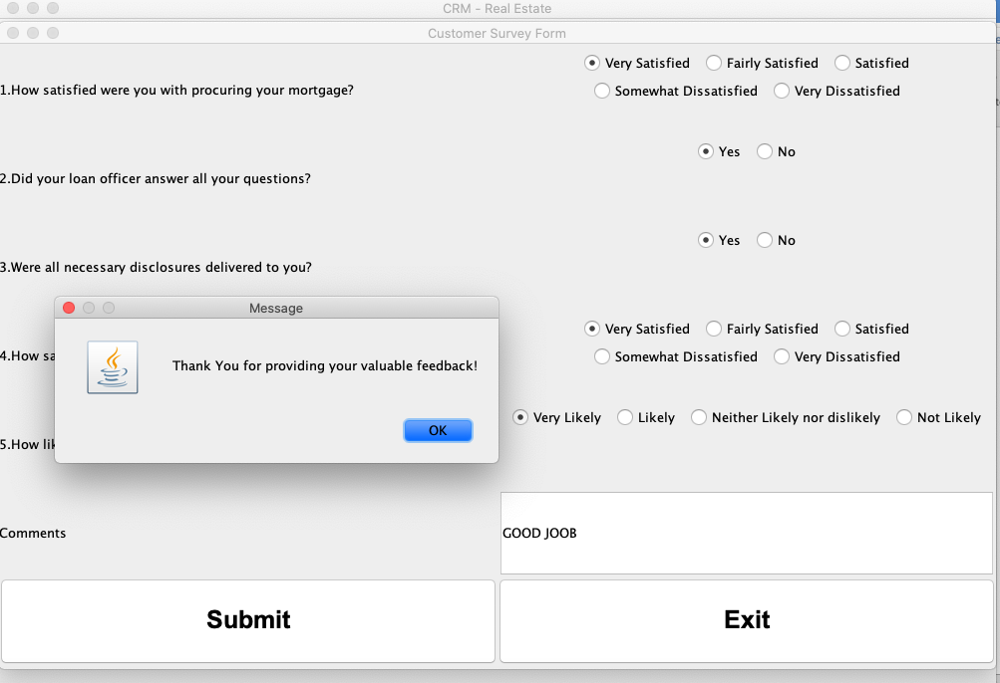 CRM - Real Estate
Customer Survey Form
Very Satisfied Fairly Satisfied Satisfied
1.How satisfied were you with procuring your mortgage?
Somewhat Dissatisfied Very Dissatisfied
Yes No
2.Did your loan officer answer all your questions?
Yes No
3.Were all necessary disclosures delivered to you?
Message
Thank You for providing your valuable feedback!
OK
Very Satisfied Fairly Satisfied Satisfied
4.How sa
Somewhat Dissatisfied Very Dissatisfied
Very Likely Likely Neither Likely nor dislikely Not Likely
5.How lik
Comments
GOOD JOOB
Submit Exit